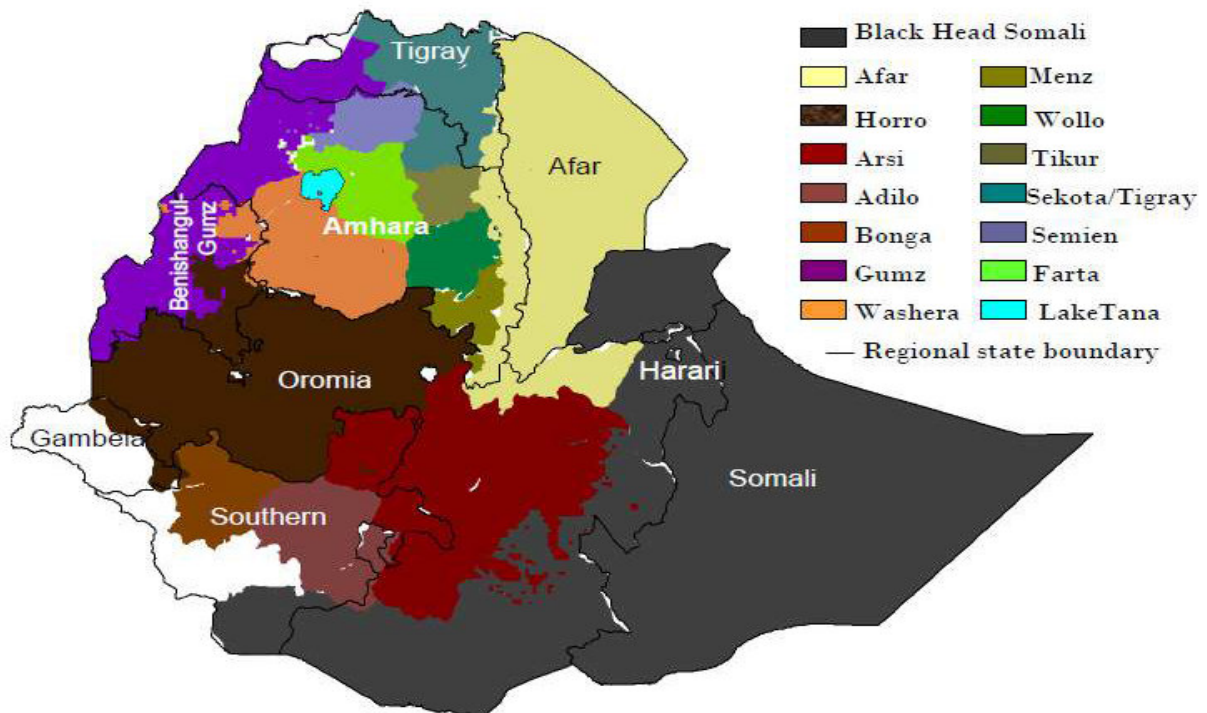 Tigray
Afar
Benishangul-
Gumz
Amhara
Oromia
Harari
Gambela
Somali
Southern
Black Head Somali
Afar
Horro
Arsi
Adilo
Bonga
Gumz
Washera
Menz
Wollo
Tikur
Sekota/Tigray
Semien
Farta
LakeTana
Regional state boundary